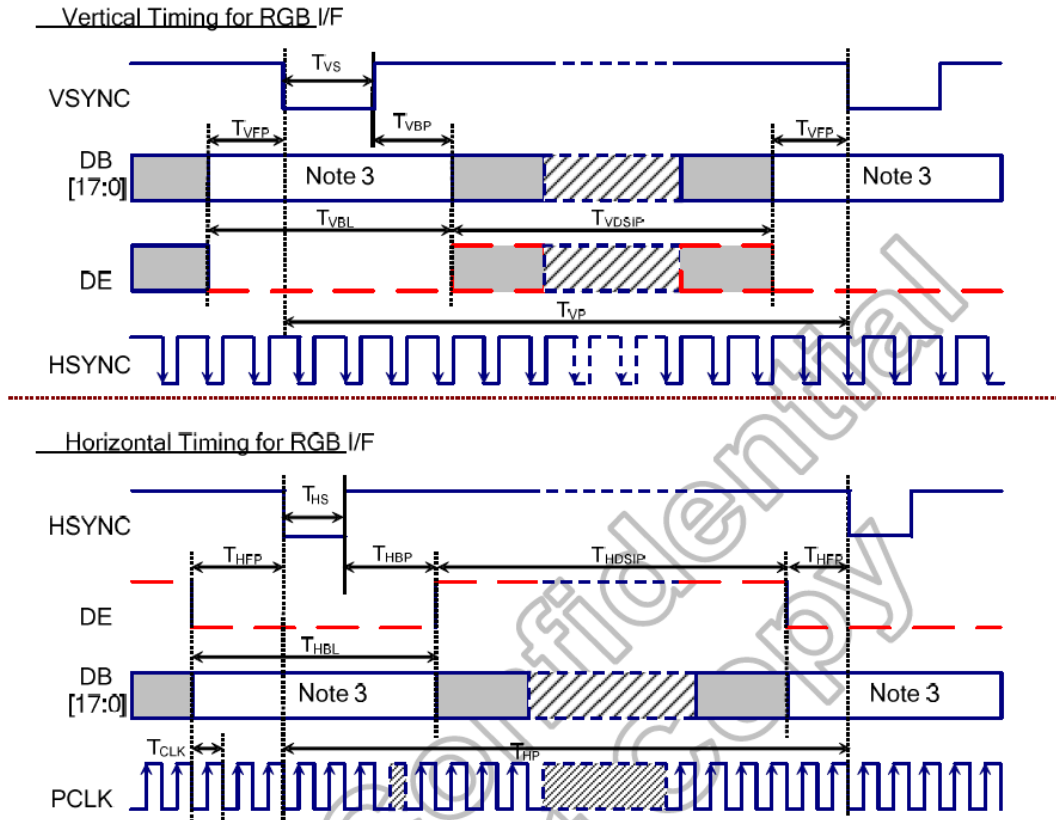 Vertical Timing for RGB I/F
TVS
VSYNC
TVFP
TVBP
TVFP
DB
[17:0]
Note 3
Note 3
TVBL
TVDSIP
DE
TVP
HSYNC
Horizontal Timing for RGB I/F
THS
HSYNC
THFP
THBP
THDSIP
THFP
DE
THBL
DB
[17:0]
Note 3
Note 3
TCLK
THP
PCLK
Confidential
Copy